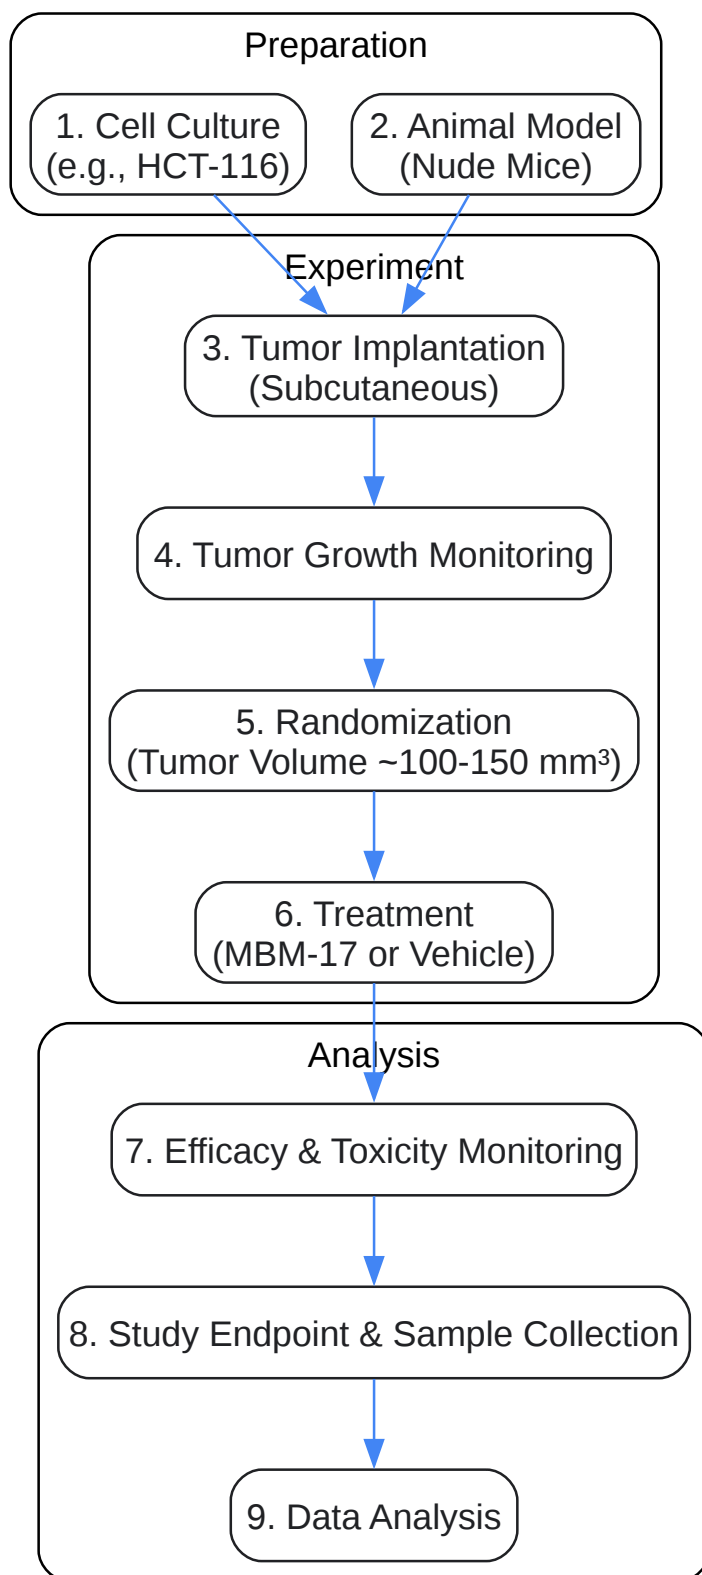 Preparation
1. Cell Culture
(e.g., HCT-116)
2. Animal Model
(Nude Mice)
Experiment
3. Tumor Implantation
(Subcutaneous)
4. Tumor Growth Monitoring
5. Randomization
(Tumor Volume ~100-150 mm³)
6. Treatment
(MBM-17 or Vehicle)
Analysis
7. Efficacy & Toxicity Monitoring
8. Study Endpoint & Sample Collection
9. Data Analysis